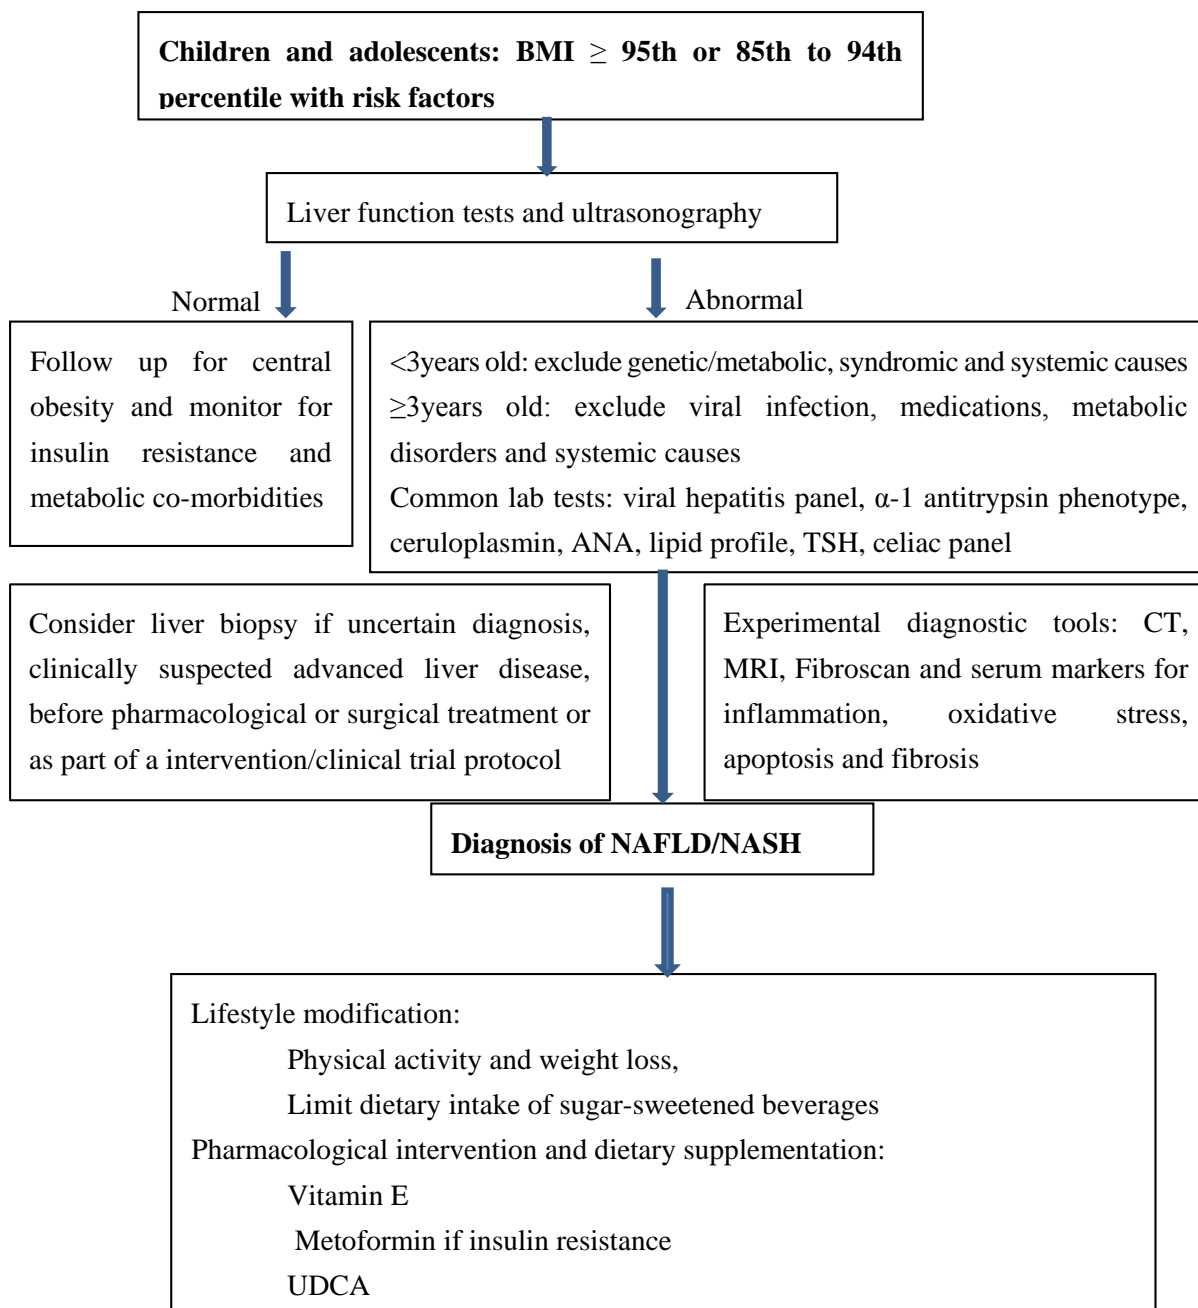 Children and adolescents: BMI ≥ 95th or 85th to 94th
percentile with risk factors
Liver function tests and ultrasonography
Normal
Abnormal
Follow up for central
obesity and monitor for
insulin resistance and
metabolic co-morbidities
<3years old: exclude genetic/metabolic, syndromic and systemic causes
≥3years old: exclude viral infection, medications, metabolic
disorders and systemic causes
Common lab tests: viral hepatitis panel, α-1 antitrypsin phenotype,
ceruloplasmin, ANA, lipid profile, TSH, celiac panel
Consider liver biopsy if uncertain diagnosis,
clinically suspected advanced liver disease,
before pharmacological or surgical treatment or
as part of a intervention/clinical trial protocol
Experimental diagnostic tools: CT,
MRI, Fibroscan and serum markers for
inflammation, oxidative stress,
apoptosis and fibrosis
Diagnosis of NAFLD/NASH
Lifestyle modification:
Physical activity and weight loss,
Limit dietary intake of sugar-sweetened beverages
Pharmacological intervention and dietary supplementation:
Vitamin E
Metoformin if insulin resistance
UDCA